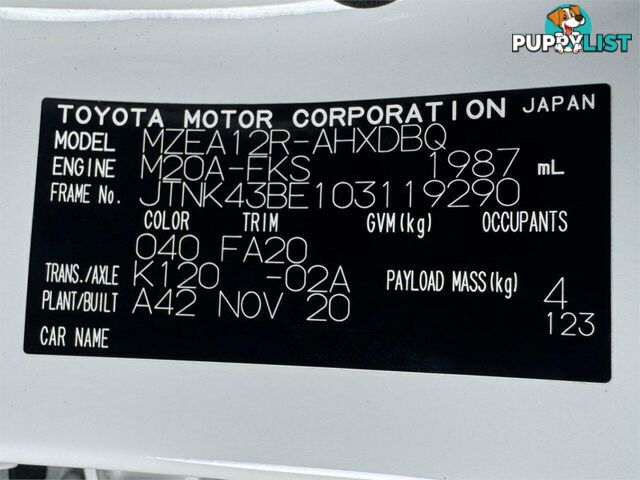 PUPPYLIST
TOYOTA MOTOR CORPORATION JAPAN
MODEL MZEA12R-AHXDBQ
ENGINE M20A-FKS 1987 mL
FRAME No. JTNK43BE103119290
COLOR TRIM GVM(kg) OCCUPANTS
040 FA20
TRANS./AXLE K120 -02A PAYLOAD MASS(kg) 4
PLANT/BUILT A42 NOV 20 123
CAR NAME